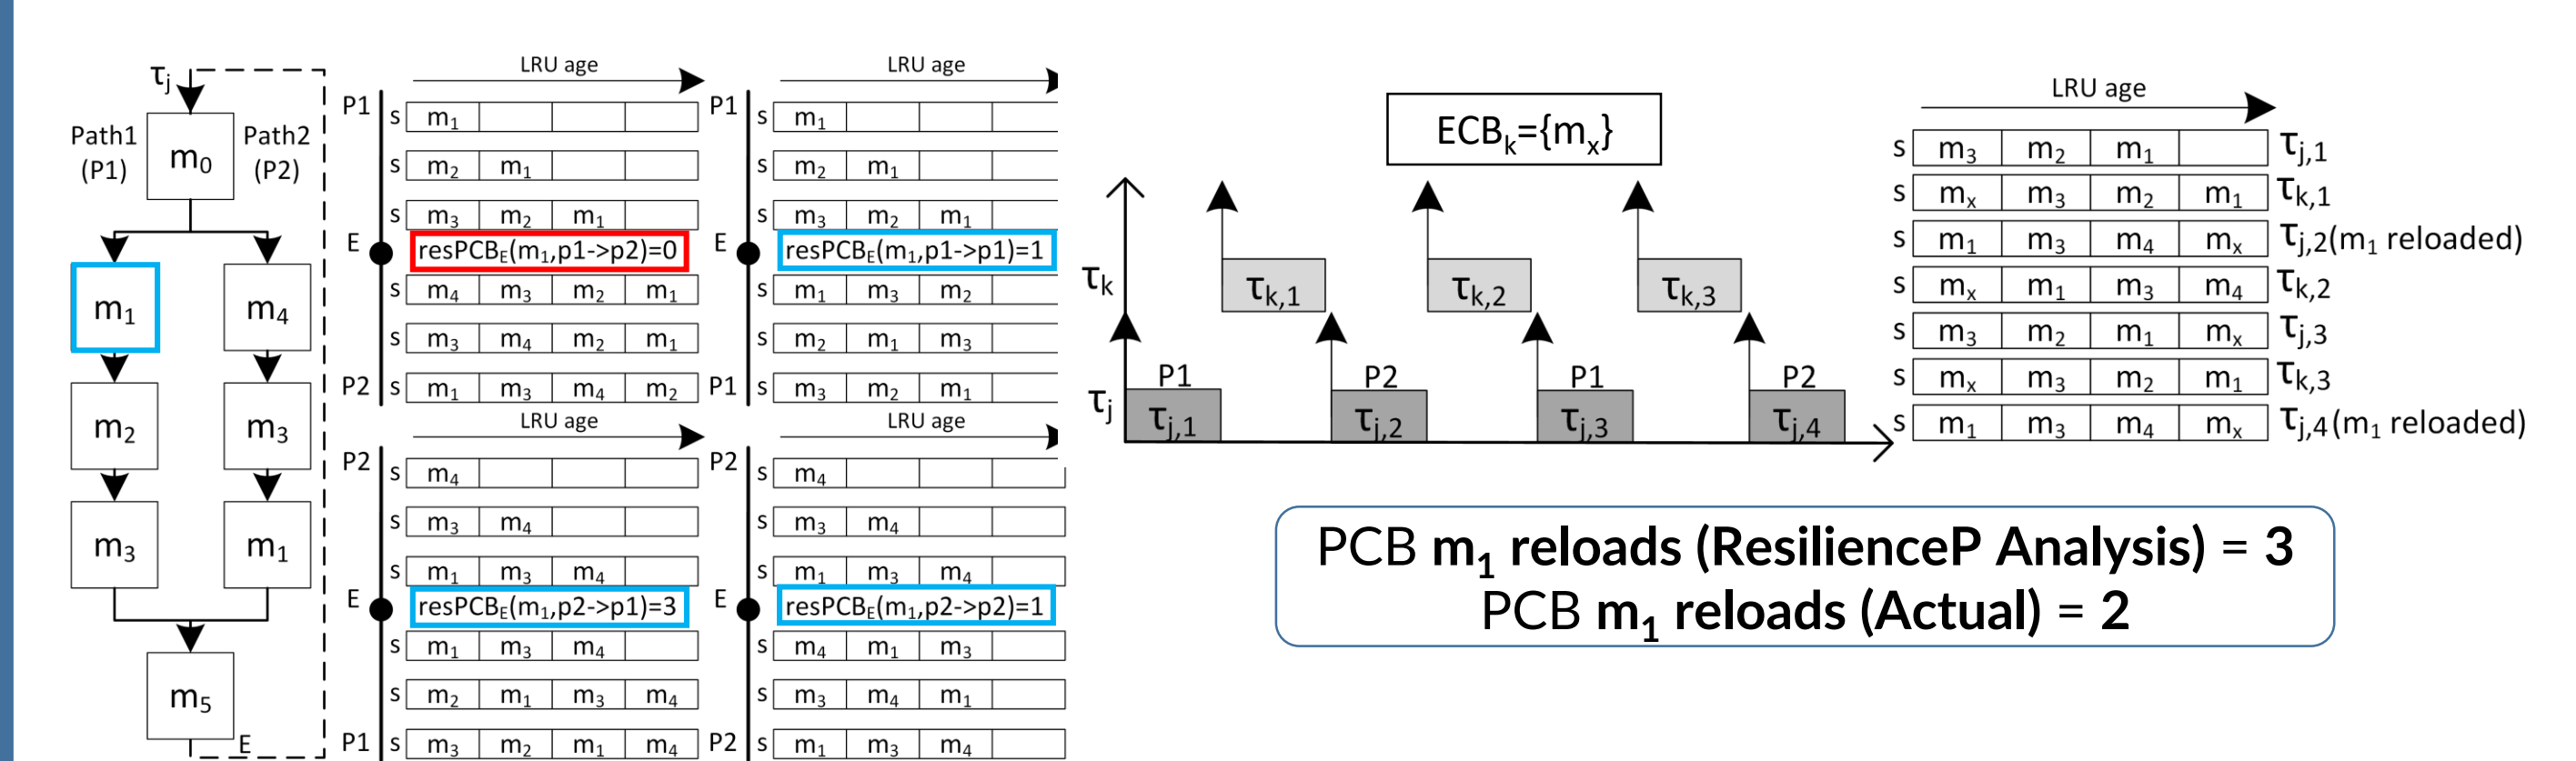 τj
Path1
(P1)
Path2
(P2)
m0
m1
m4
m2
m3
m3
m1
m5
E
LRU age
P1
s m1
s m2 m1
s m3 m2 m1
E resPCBE(m1,p1->p2)=0
s m4 m3 m2 m1
s m3 m4 m2 m1
P2 s m1 m3 m4 m2
LRU age
P1
s m1
s m2 m1
s m3 m2 m1
E resPCBE(m1,p1->p1)=1
s m1 m3 m2
s m2 m1 m3
P1 s m3 m2 m1
LRU age
P2
s m4
s m3 m4
s m1 m3 m4
E resPCBE(m1,p2->p1)=3
s m1 m3 m4
s m2 m1 m3 m4
P1 s m3 m2 m1 m4
LRU age
P2
s m4
s m3 m4
s m1 m3 m4
E resPCBE(m1,p2->p2)=1
s m4 m1 m3
s m3 m4 m1
P2 s m1 m3 m4
ECBk={mx}
τk
τk,1 τk,2 τk,3
P1 P2 P1 P2
τj
τj,1 τj,2 τj,3 τj,4
LRU age
s m3 m2 m1 τj,1
s mx m3 m2 m1 τk,1
s m1 m3 m4 mx τj,2(m1 reloaded)
s mx m1 m3 m4 τk,2
s m3 m2 m1 mx τj,3
s mx m3 m2 m1 τk,3
s m1 m3 m4 mx τj,4(m1 reloaded)
PCB m1 reloads (ResilienceP Analysis) = 3
PCB m1 reloads (Actual) = 2